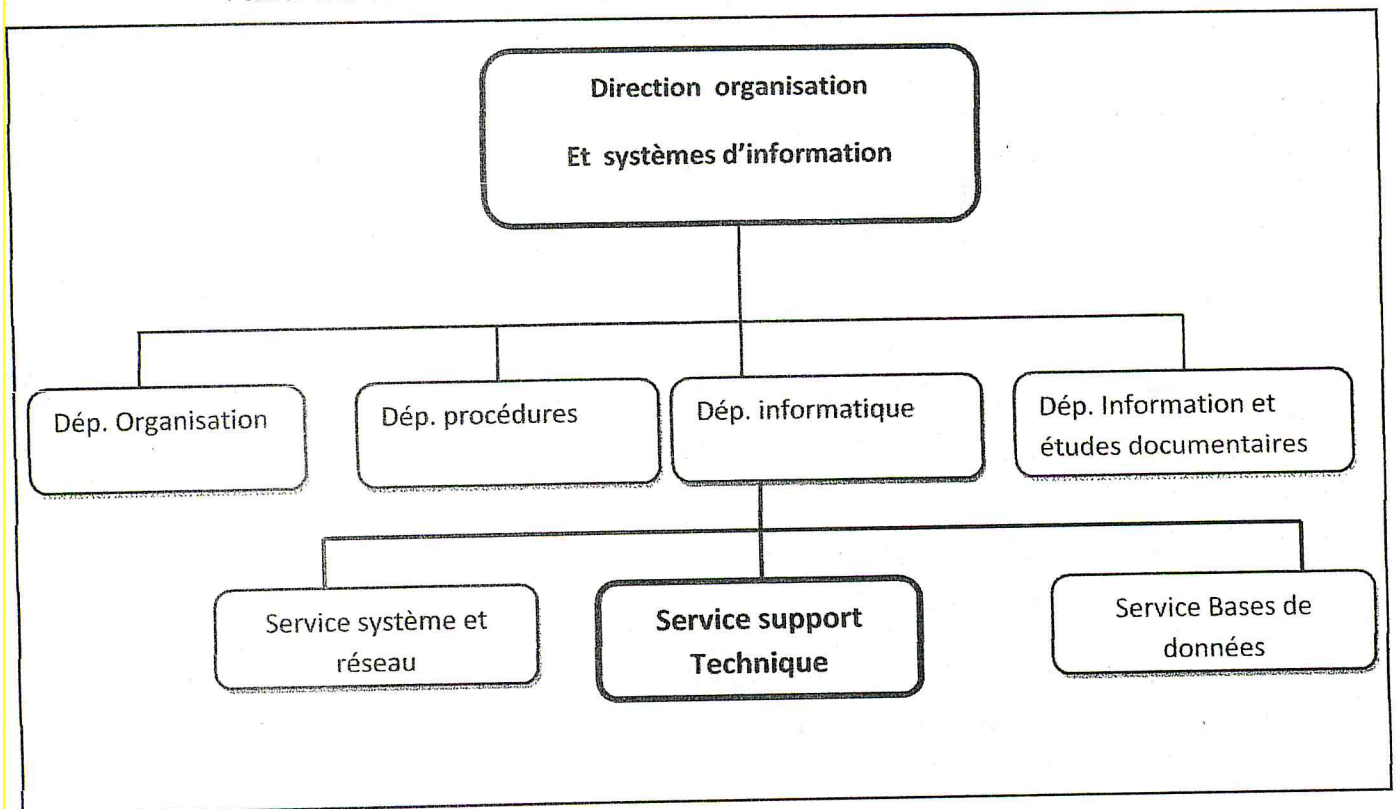 Direction organisation
Et systèmes d'information
Dép. Organisation
Dép. procédures
Dép. informatique
Dép. Information et
études documentaires
Service système et
réseau
Service support
Technique
Service Bases de
données